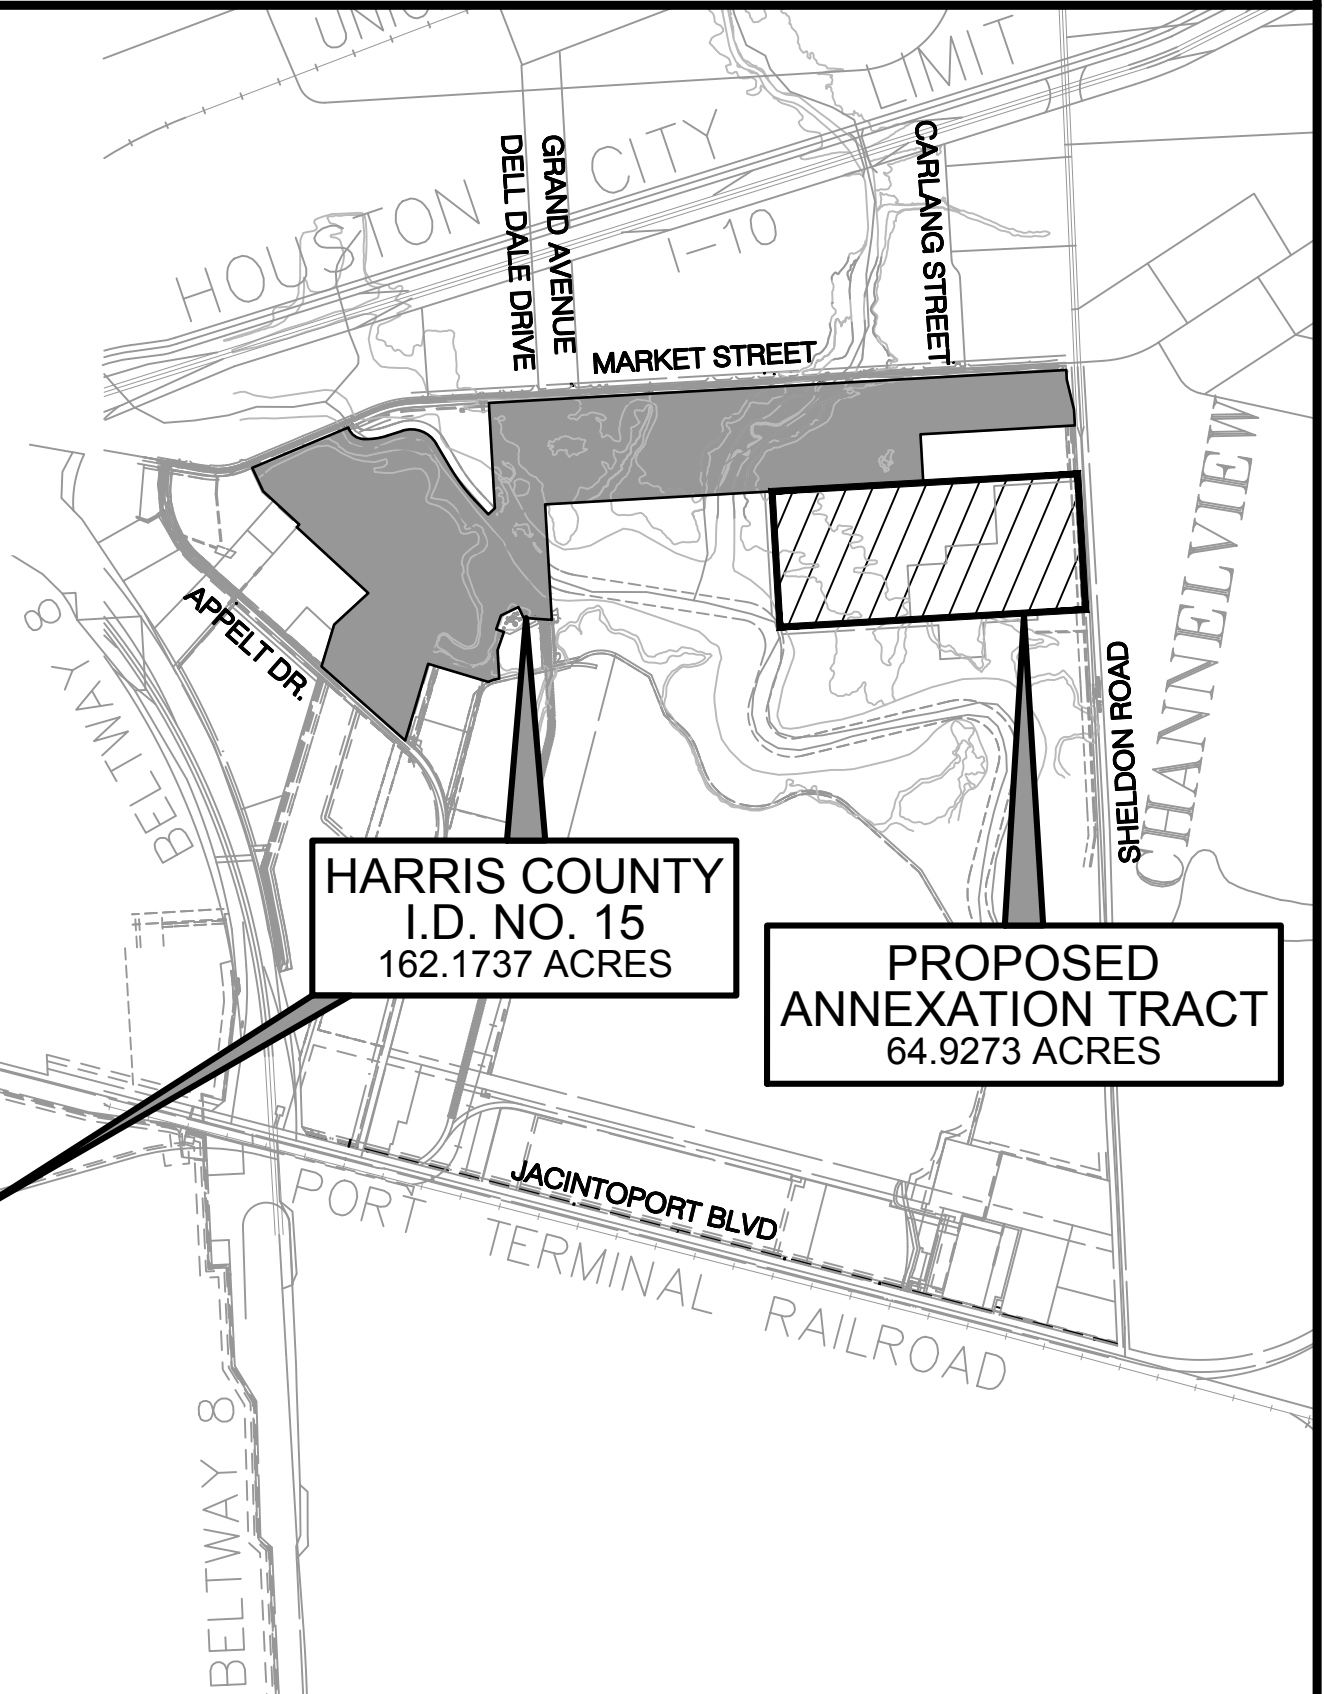 HOUSTON CITY LIMIT
I-10
DELL DALE DRIVE
GRAND AVENUE
CARLANG STREET
MARKET STREET
APPELT DR.
BELTWAY 8
SHELDON ROAD
CHANNELVIEW
HARRIS COUNTY
I.D. NO. 15
162.1737 ACRES
PROPOSED
ANNEXATION TRACT
64.9273 ACRES
JACINTOPORT BLVD
PORT TERMINAL RAILROAD
BELTWAY 8